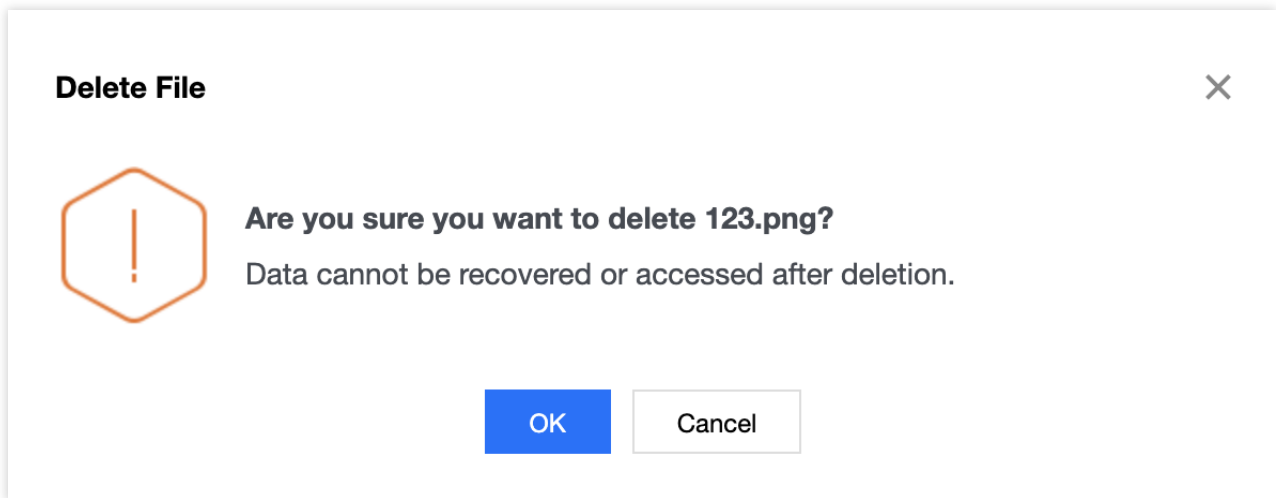 Delete File
Are you sure you want to delete 123.png?
Data cannot be recovered or accessed after deletion.
OK
Cancel